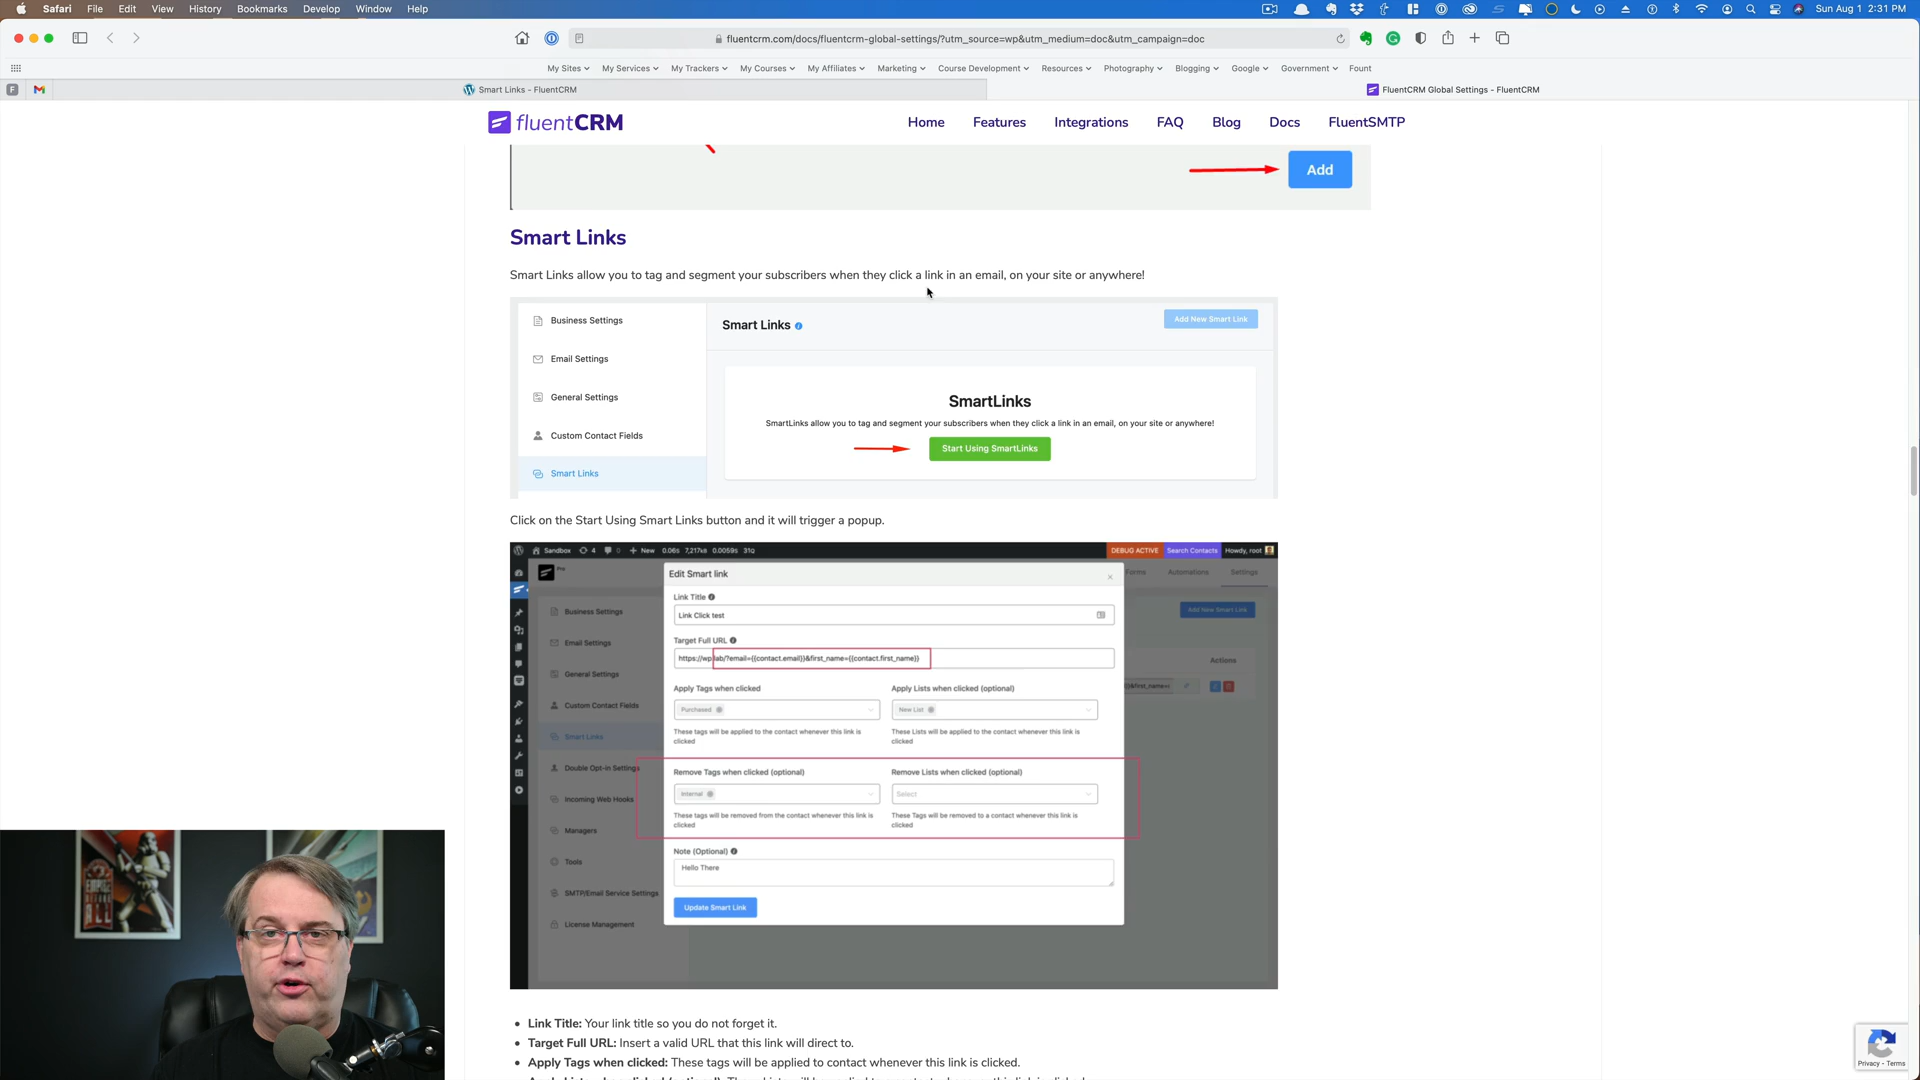 Safari File Edit View History Bookmarks Develop Window Help Sun Aug 1 2:31 PM
fluentcrm.com/docs/fluentcrm-global-settings/?utm_source=wp&utm_medium=doc&utm_campaign=doc
My Sites My Services My Trackers My Courses My Affiliates Marketing Course Development Resources Photography Blogging Google Government Fount
F Smart Links – FluentCRM FluentCRM Global Settings - FluentCRM
fluentCRM Home Features Integrations FAQ Blog Docs FluentSMTP
Add
Smart Links
Smart Links allow you to tag and segment your subscribers when they click a link in an email, on your site or anywhere!
Business Settings
Email Settings
General Settings
Custom Contact Fields
Smart Links
Smart Links Add New Smart Link
SmartLinks
SmartLinks allow you to tag and segment your subscribers when they click a link in an email, on your site or anywhere!
Start Using SmartLinks
Click on the Start Using Smart Links button and it will trigger a popup.
Sandbox 4 0 New 0.06s 0.0059s 31Q DEBUG ACTIVE Search Contacts Howdy, root
Pro Forms Automations Settings
Business Settings
Email Settings
General Settings
Custom Contact Fields
Smart Links
Double Opt-in Settings
Incoming Web Hooks
Managers
Tools
SMTP/Email Service Settings
License Management
Add New Smart Link
Actions
Edit Smart link
Link Title
Link Click test
Target Full URL
https://wp.lab/?email={{contact.email}}&first_name={{contact.first_name}}
Apply Tags when clicked Apply Lists when clicked (optional)
Purchased New List
These tags will be applied to the contact whenever this link is clicked
These Lists will be applied to the contact whenever this link is clicked
Remove Tags when clicked (optional) Remove Lists when clicked (optional)
Internal Select
These tags will be removed from the contact whenever this link is clicked
These Tags will be removed to a contact whenever this link is clicked
Note (Optional)
Hello There
Update Smart Link
Link Title: Your link title so you do not forget it.
Target Full URL: Insert a valid URL that this link will direct to.
Apply Tags when clicked: These tags will be applied to contact whenever this link is clicked.
Privacy - Terms